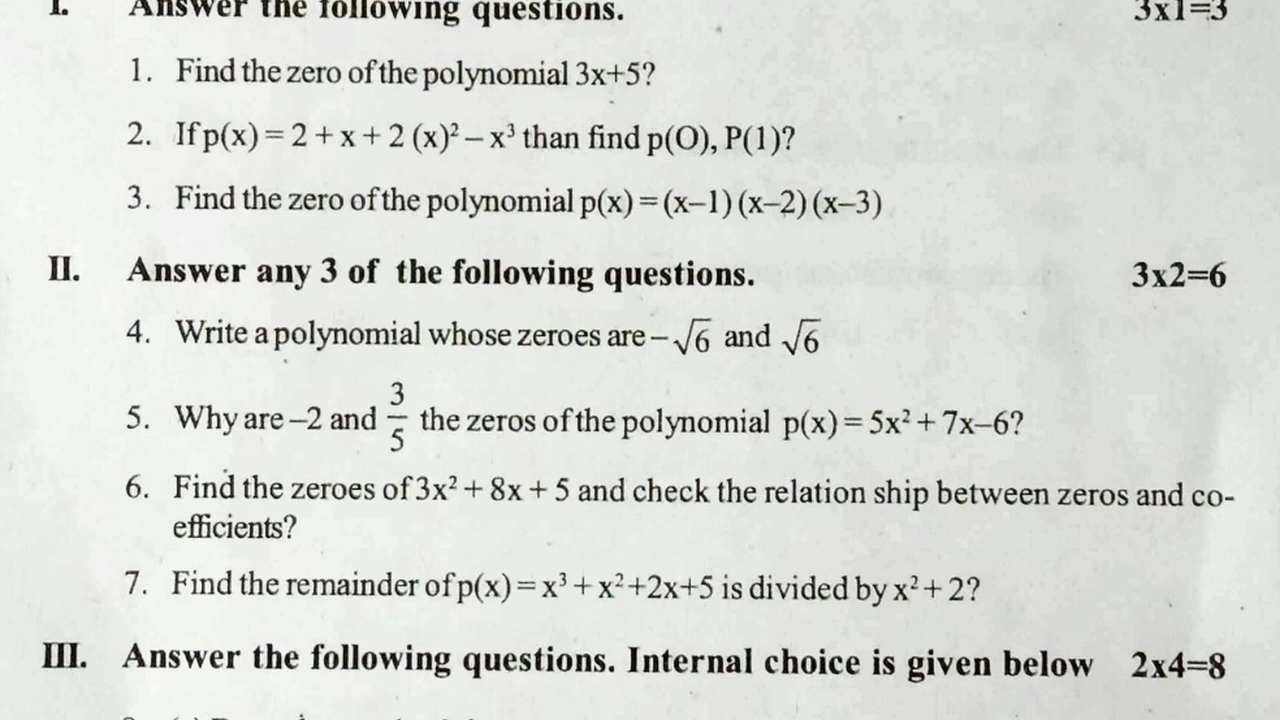 I. Answer the following questions. 3x1=3
1. Find the zero of the polynomial 3x+5?
2. If p(x) = 2 + x + 2 (x)² – x³ than find p(O), P(1)?
3. Find the zero of the polynomial p(x) = (x–1) (x–2) (x–3)
II. Answer any 3 of the following questions. 3x2=6
4. Write a polynomial whose zeroes are – √6 and √6
5. Why are –2 and 3/5 the zeros of the polynomial p(x) = 5x² + 7x–6?
6. Find the zeroes of 3x² + 8x + 5 and check the relation ship between zeros and co-
efficients?
7. Find the remainder of p(x) = x³ + x² +2x+5 is divided by x² + 2?
III. Answer the following questions. Internal choice is given below 2x4=8